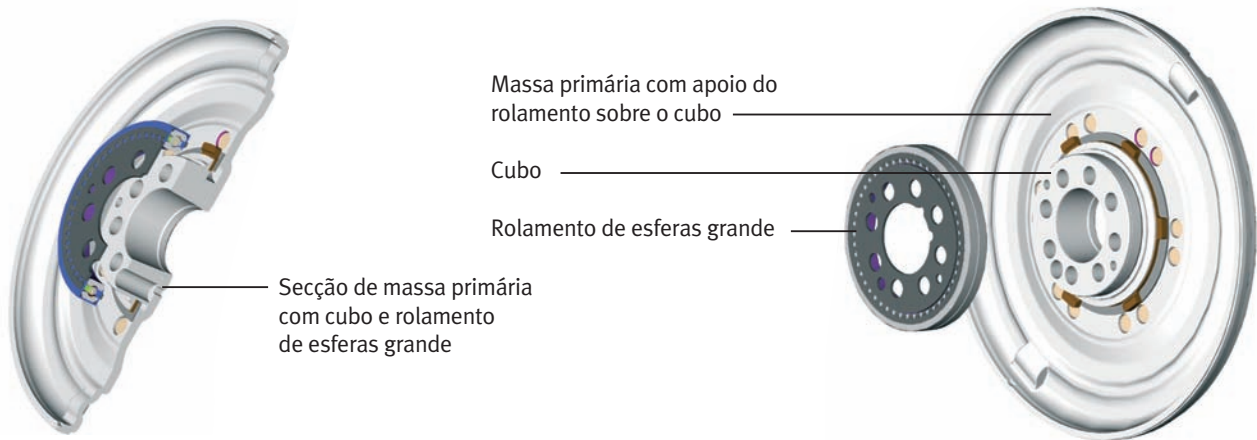 Massa primária com apoio do
rolamento sobre o cubo
Cubo
Rolamento de esferas grande
Secção de massa primária
com cubo e rolamento
de esferas grande